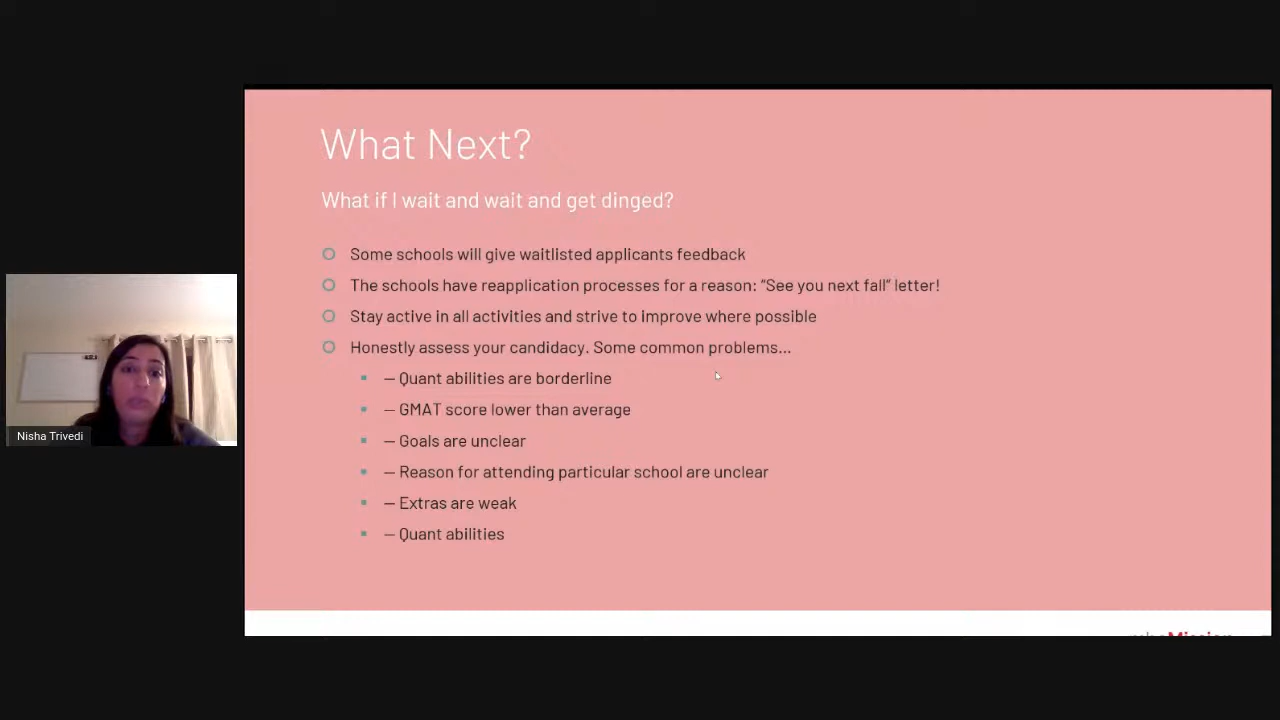 What Next?
What if I wait and wait and get dinged?
Some schools will give waitlisted applicants feedback
The schools have reapplication processes for a reason: “See you next fall” letter!
Stay active in all activities and strive to improve where possible
Honestly assess your candidacy. Some common problems...
— Quant abilities are borderline
— GMAT score lower than average
— Goals are unclear
— Reason for attending particular school are unclear
— Extras are weak
— Quant abilities
Nisha Trivedi